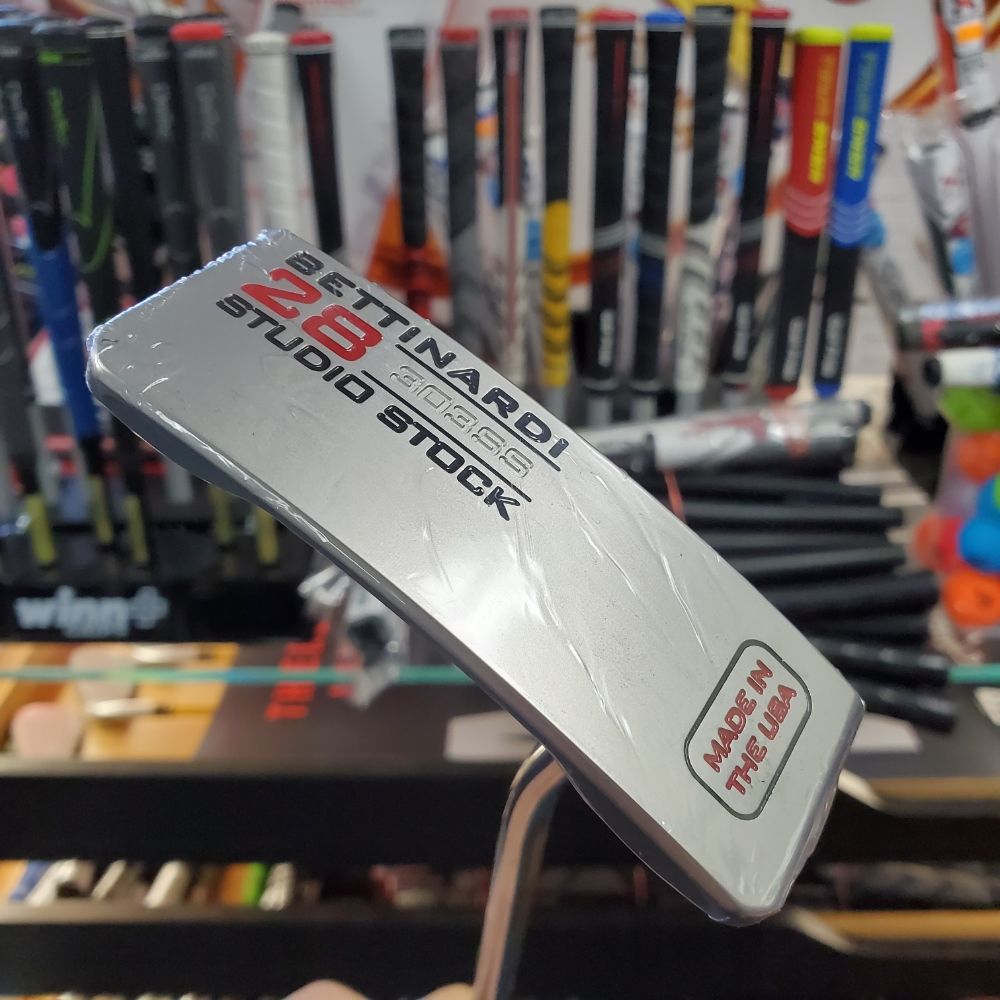 BETTINARDI
28 303SS
STUDIO STOCK
MADE IN
THE USA
winn